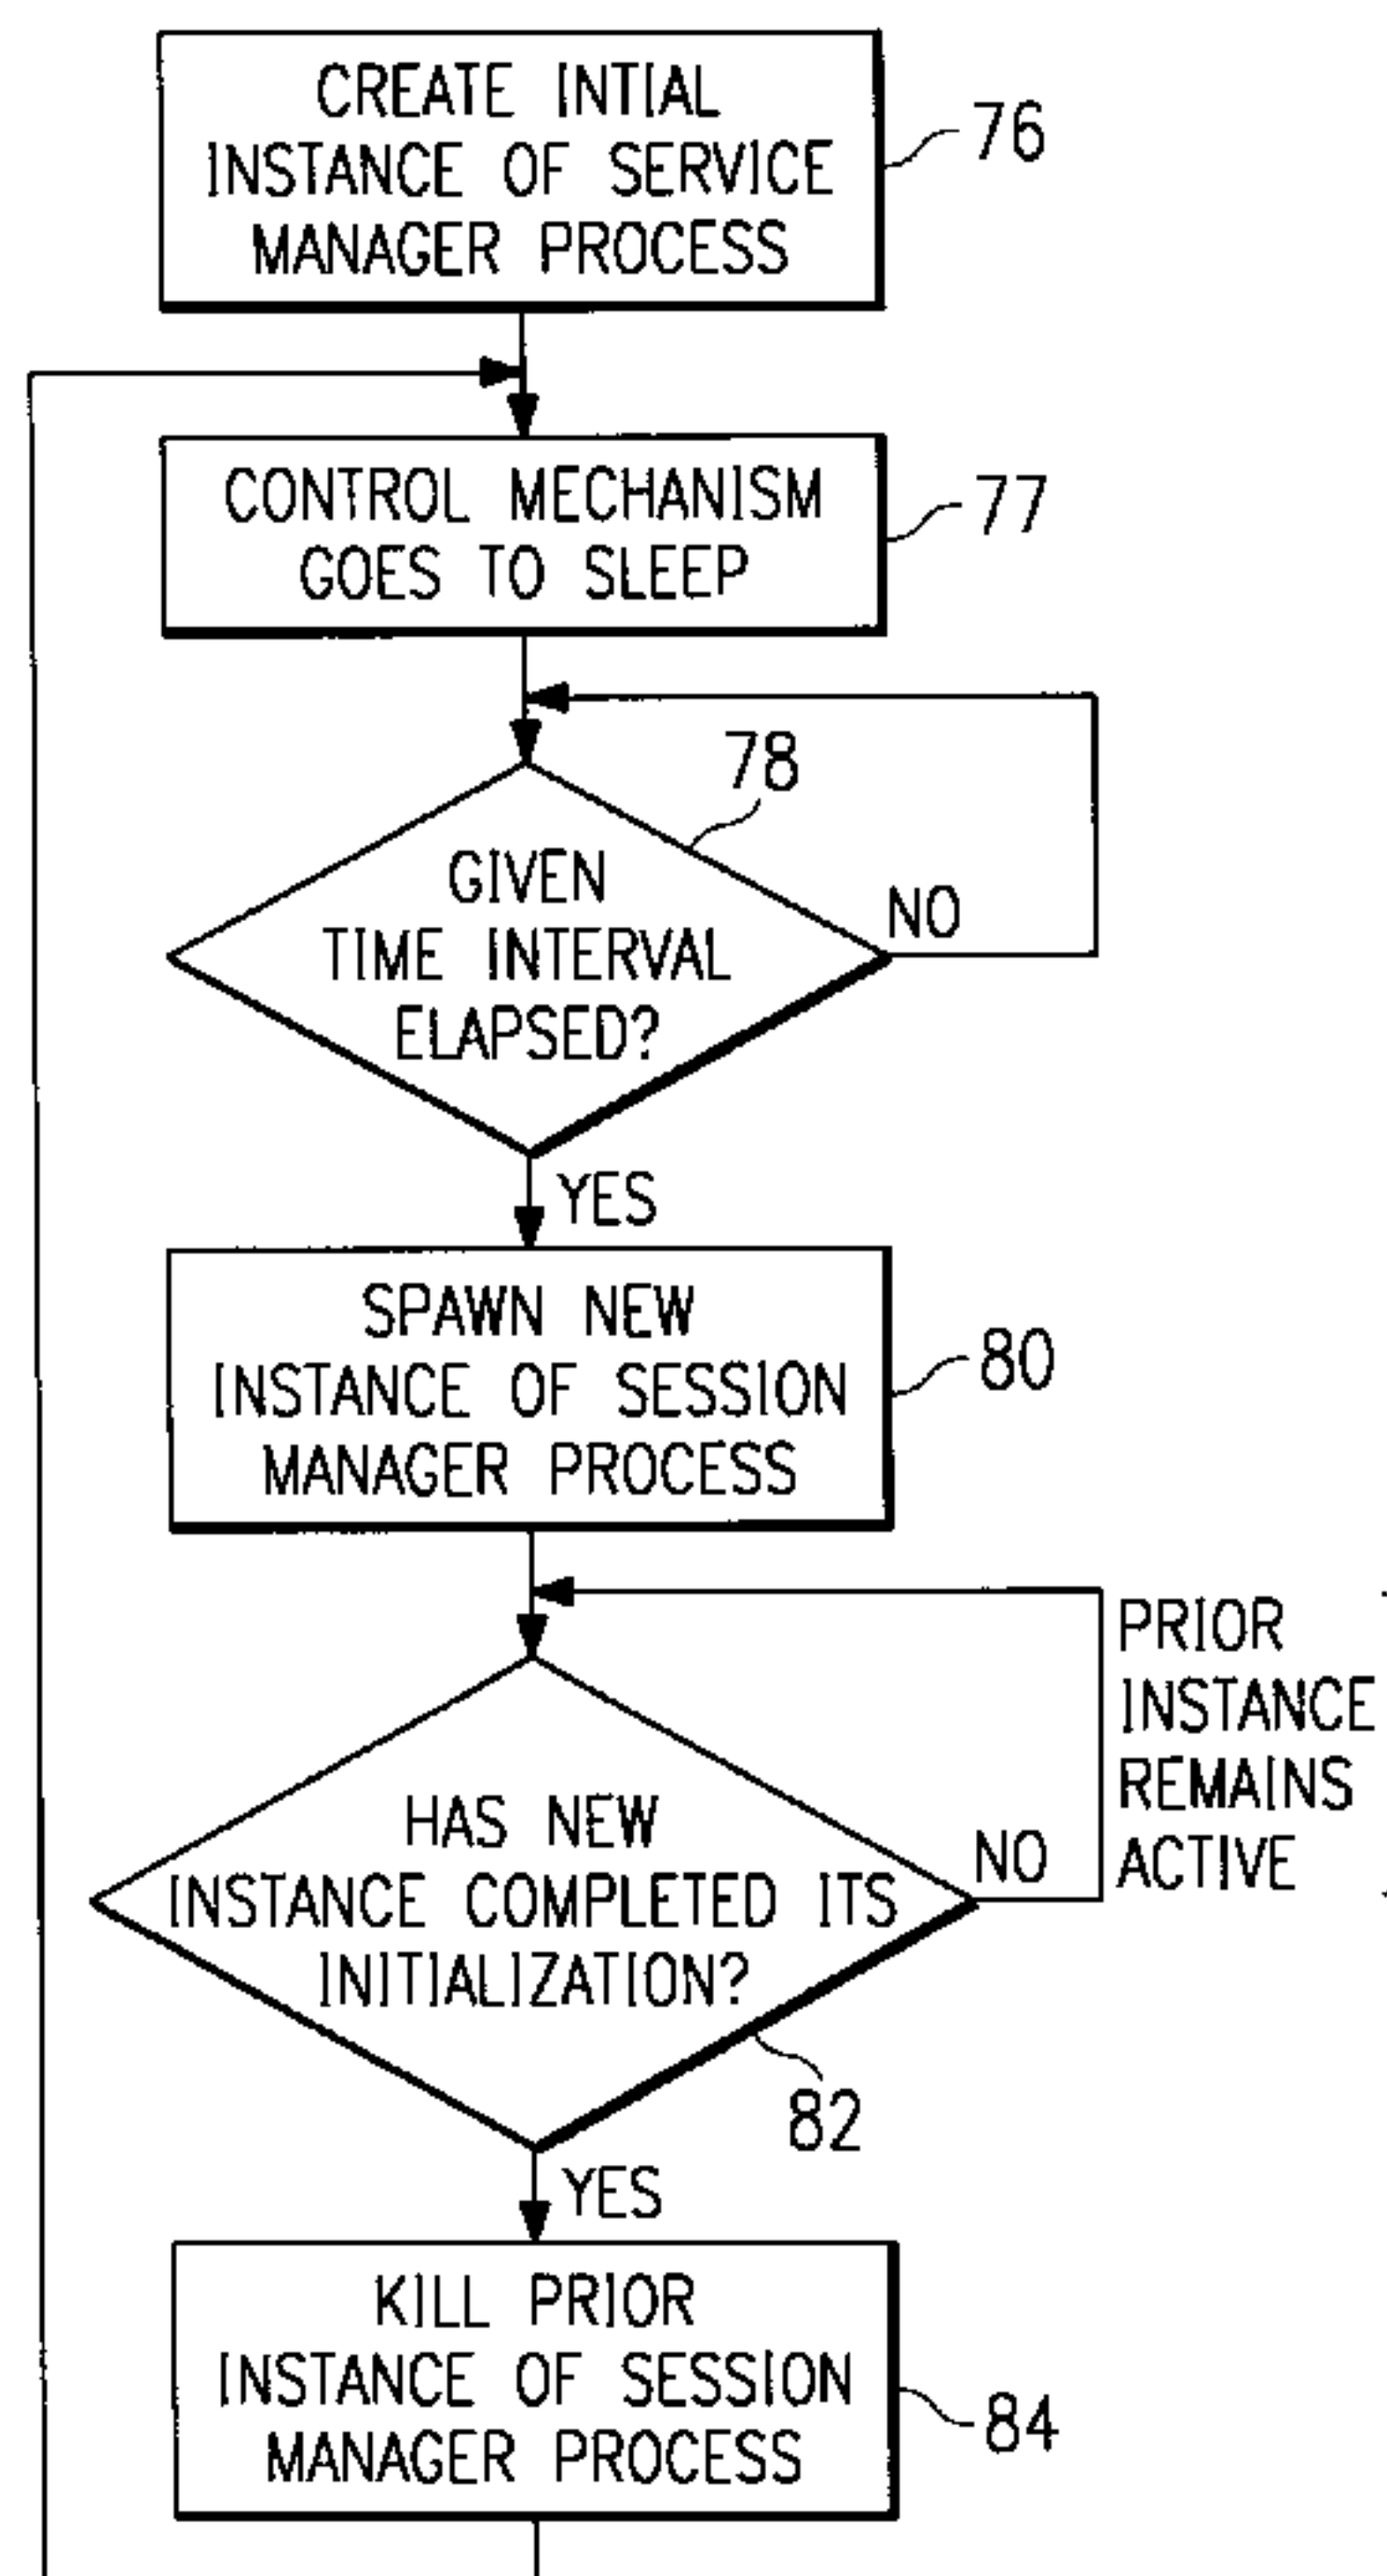 CREATE INTIAL
INSTANCE OF SERVICE
MANAGER PROCESS
76
CONTROL MECHANISM
GOES TO SLEEP
77
78
GIVEN
TIME INTERVAL
ELAPSED?
NO
YES
SPAWN NEW
INSTANCE OF SESSION
MANAGER PROCESS
80
PRIOR
INSTANCE
REMAINS
ACTIVE
HAS NEW
INSTANCE COMPLETED ITS
INITIALIZATION?
NO
82
YES
KILL PRIOR
INSTANCE OF SESSION
MANAGER PROCESS
84